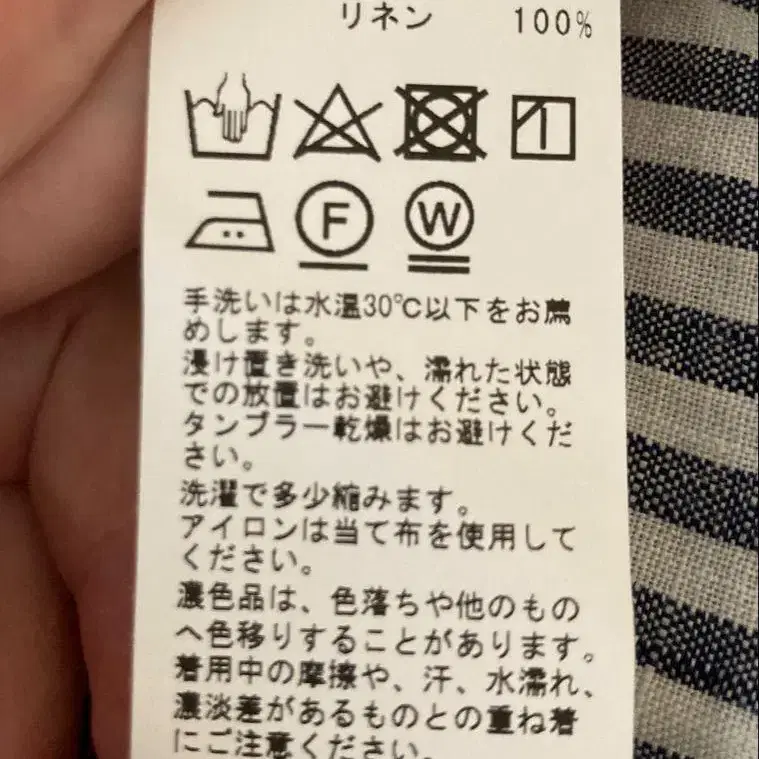 リネン 100%
F W
手洗いは水温30℃以下をお薦
めします。
浸け置き洗いや、濡れた状態
での放置はお避けください。
タンブラー乾燥はお避けくだ
さい。
洗濯で多少縮みます。
アイロンは当て布を使用して
ください。
濃色品は、色落ちや他のもの
へ色移りすることがあります。
着用中の摩擦や、汗、水濡れ、
濃淡差があるものとの重ね着
にご注意ください。